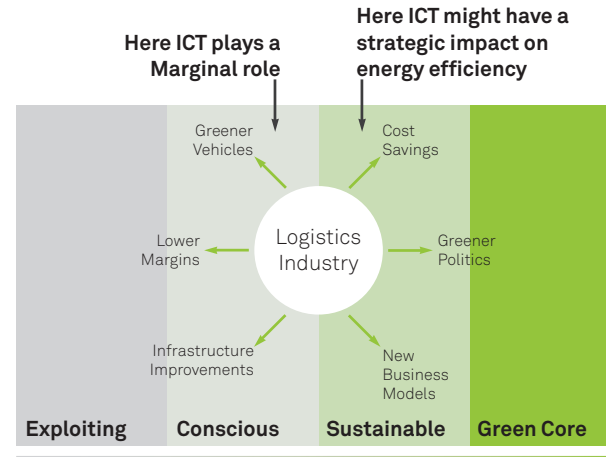 Here ICT plays a
Marginal role
Here ICT might have a
strategic impact on
energy efficiency
Greener
Vehicles
Cost
Savings
Lower
Margins
Logistics
Industry
Greener
Politics
Infrastructure
Improvements
New
Business
Models
Exploiting
Conscious
Sustainable
Green Core